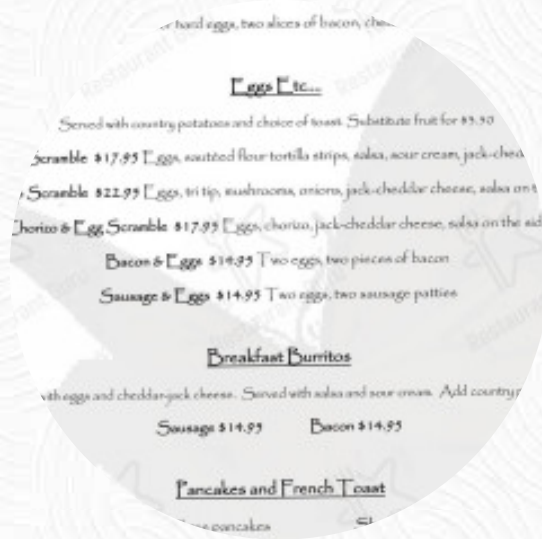 hard eggs, two slices of bacon,
Eggs Etc...
Served with country potatoes and choice of toast. Substitute fruit for $3.50
Scramble $17.95 Eggs, sautéed flour tortilla strips, salsa, sour cream, jack-ched
Scramble $22.95 Eggs, tri tip, mushrooms, onions, jack-cheddar cheese, salsa on t
Chorizo & Egg Scramble $17.95 Eggs, chorizo, jack-cheddar cheese, salsa on the sid
Bacon & Eggs $14.95 Two eggs, two pieces of bacon
Sausage & Eggs $14.95 Two eggs, two sausage patties
Breakfast Burritos
with eggs and cheddar-jack cheese. Served with salsa and sour cream. Add country
Sausage $14.95 Bacon $14.95
Pancakes and French Toast
pancakes